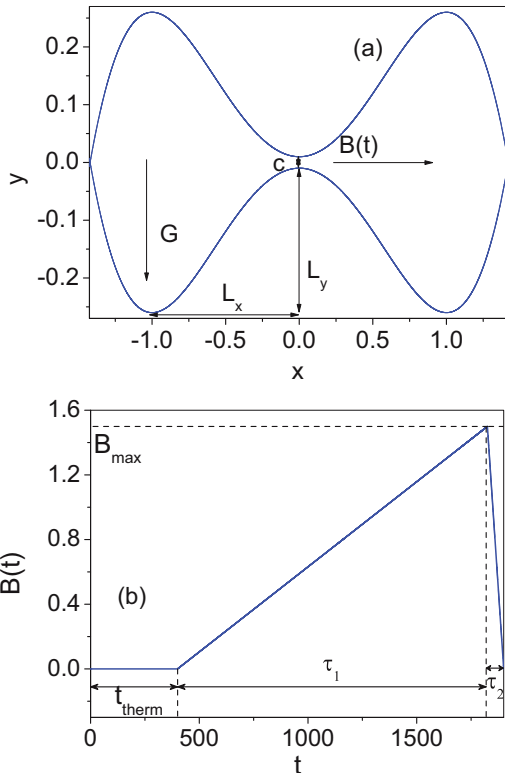 (a)
0.2
0.0
-0.1
-0.2
y
c
B(t)
G
L_x
L_y
-1.0
-0.5
0.0
0.5
1.0
x
1.6
1.2
0.8
0.4
0.0
B(t)
B_max
(b)
t_therm
τ_1
τ_2
0
500
1000
1500
t